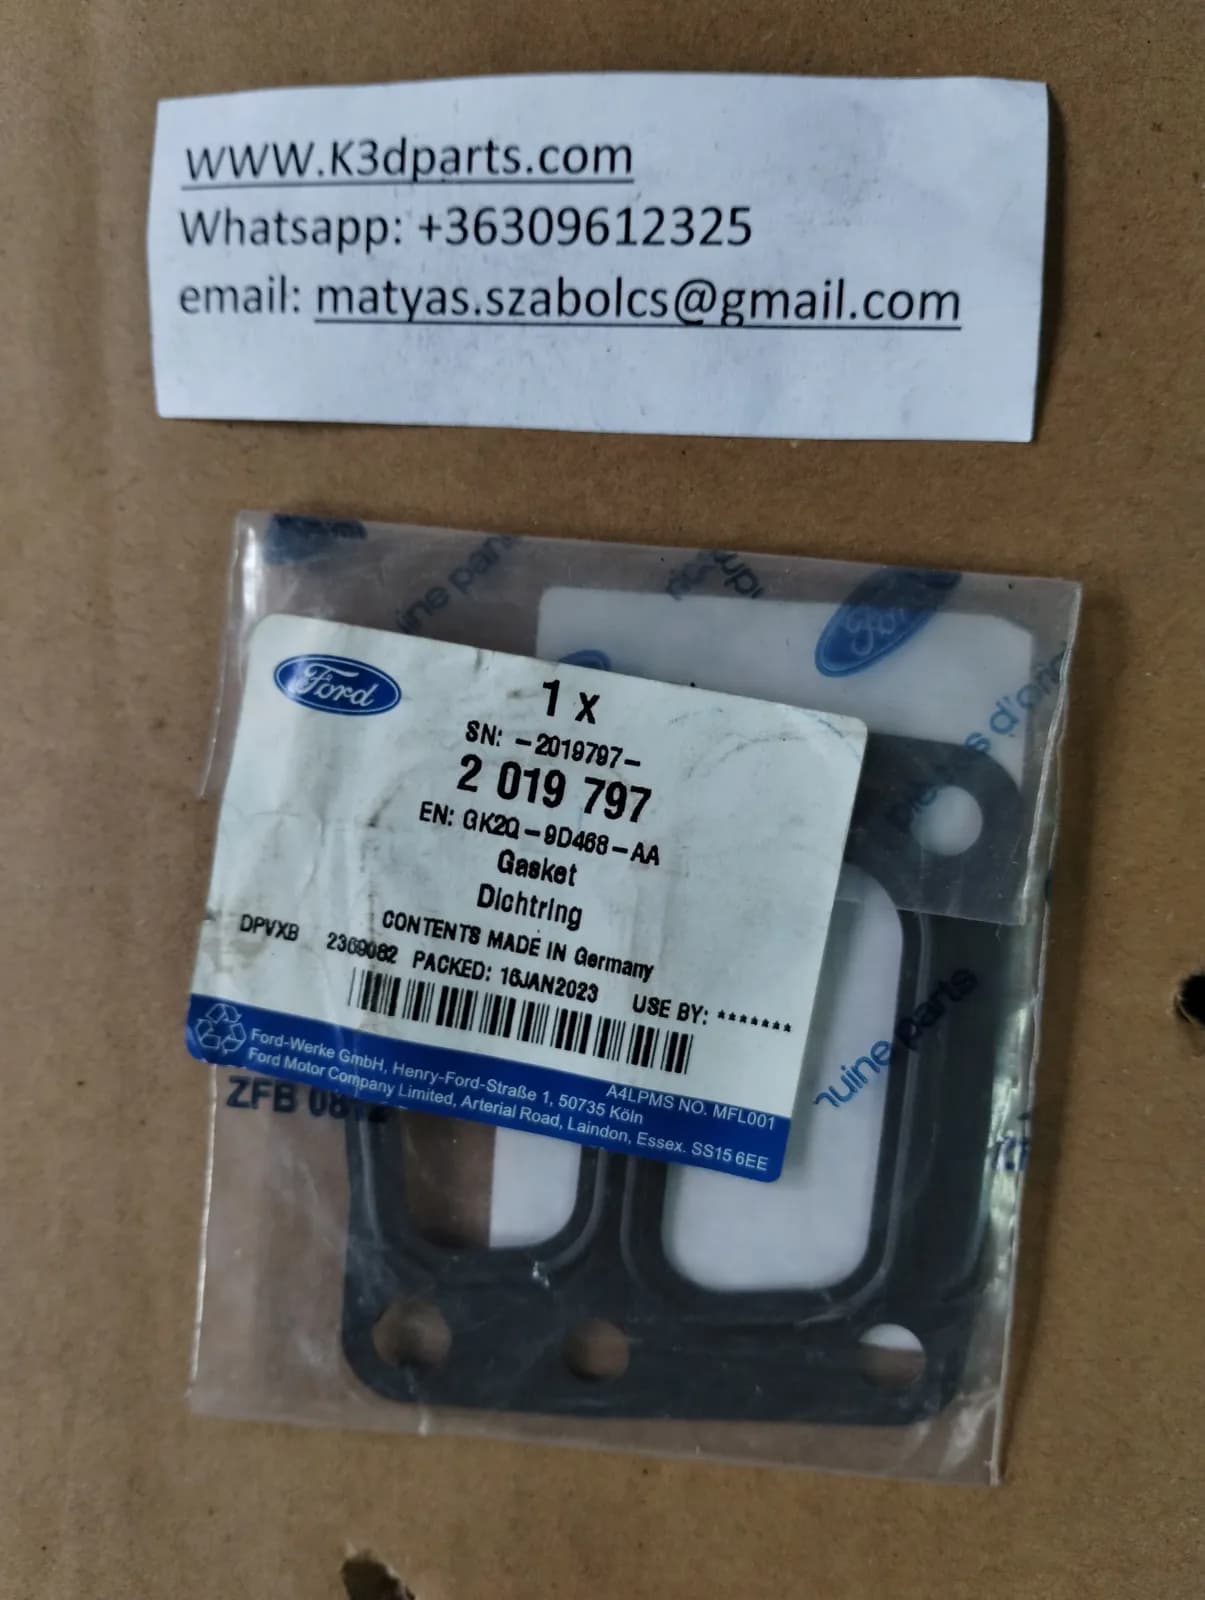 WWW.K3dparts.com
Whatsapp: +36309612325
email: matyas.szabolcs@gmail.com
Ford
1 x
SN: -2019797-
2 019 797
EN: GK2Q-9D468-AA
Gasket
Dichtring
CONTENTS MADE IN Germany
DPVXB 2369082 PACKED: 16JAN2023 USE BY: *******
A4LPMS NO. MFL001
Ford-Werke GmbH, Henry-Ford-Straße 1, 50735 Köln
Ford Motor Company Limited, Arterial Road, Laindon, Essex. SS15 6EE
Ford
parts